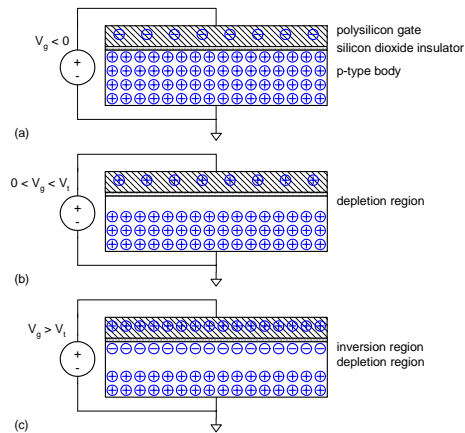 V_g < 0
+
-
polysilicon gate
silicon dioxide insulator
p-type body
(a)
0 < V_g < V_t
+
-
depletion region
(b)
V_g > V_t
+
-
inversion region
depletion region
(c)